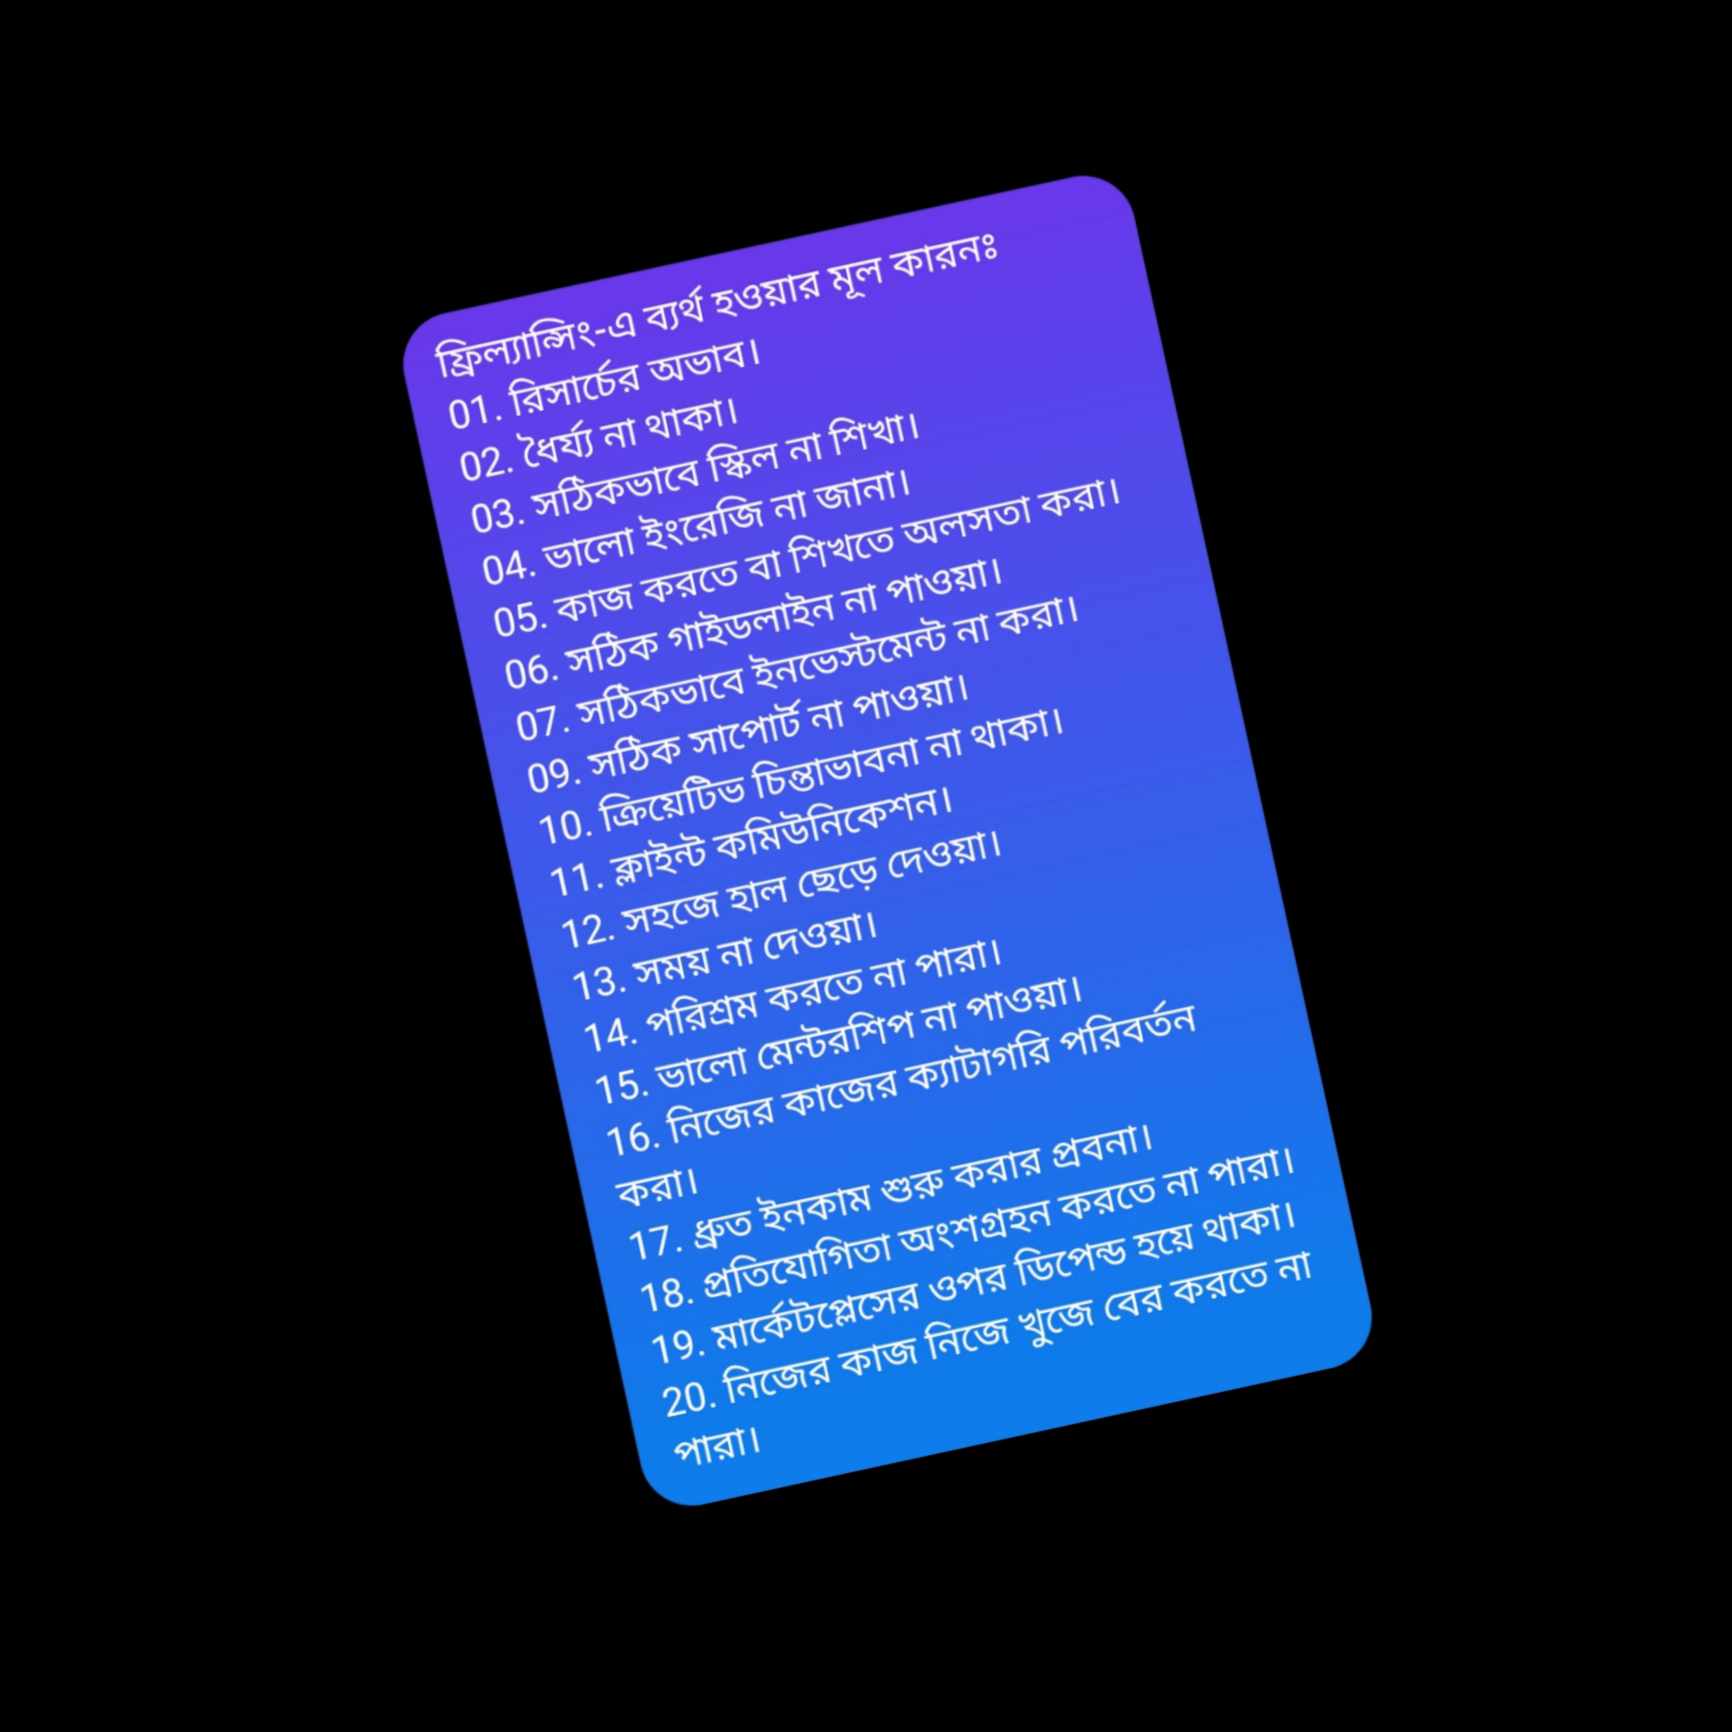 ফ্রিল্যান্সিং-এ ব্যর্থ হওয়ার মূল কারনঃ
01. রিসার্চের অভাব।
02. ধৈর্য্য না থাকা।
03. সঠিকভাবে স্কিল না শিখা।
04. ভালো ইংরেজি না জানা।
05. কাজ করতে বা শিখতে অলসতা করা।
06. সঠিক গাইডলাইন না পাওয়া।
07. সঠিকভাবে ইনভেস্টমেন্ট না করা।
09. সঠিক সাপোর্ট না পাওয়া।
10. ক্রিয়েটিভ চিন্তাভাবনা না থাকা।
11. ক্লাইন্ট কমিউনিকেশন।
12. সহজে হাল ছেড়ে দেওয়া।
13. সময় না দেওয়া।
14. পরিশ্রম করতে না পারা।
15. ভালো মেন্টরশিপ না পাওয়া।
16. নিজের কাজের ক্যাটাগরি পরিবর্তন
করা।
17. ধ্রুত ইনকাম শুরু করার প্রবনা।
18. প্রতিযোগিতা অংশগ্রহন করতে না পারা।
19. মার্কেটপ্লেসের ওপর ডিপেন্ড হয়ে থাকা।
20. নিজের কাজ নিজে খুজে বের করতে না
পারা।